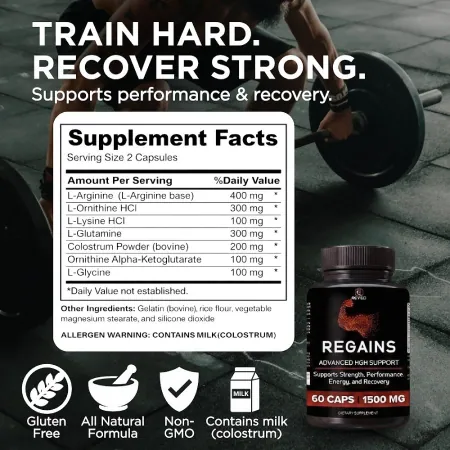 TRAIN HARD.
RECOVER STRONG.
Supports performance & recovery.
Supplement Facts
Serving Size 2 Capsules
Amount Per Serving %Daily Value
L-Arginine (L-Arginine base) 400 mg *
L-Ornithine HCl 300 mg *
L-Lysine HCl 100 mg *
L-Glutamine 300 mg *
Colostrum Powder (bovine) 200 mg *
Ornithine Alpha-Ketoglutarate 100 mg *
L-Glycine 100 mg *
*Daily Value not established.
Other Ingredients: Gelatin (bovine), rice flour, vegetable
magnesium stearate, and silicone dioxide
ALLERGEN WARNING: CONTAINS MILK(COLOSTRUM)
REGAINS
ADVANCED HGH SUPPORT
Supports Strength, Performance,
Energy, and Recovery
60 CAPS | 1500 MG
DIETARY SUPPLEMENT
MILK
Gluten
Free
All Natural
Formula
Non-
GMO
Contains milk
(colostrum)